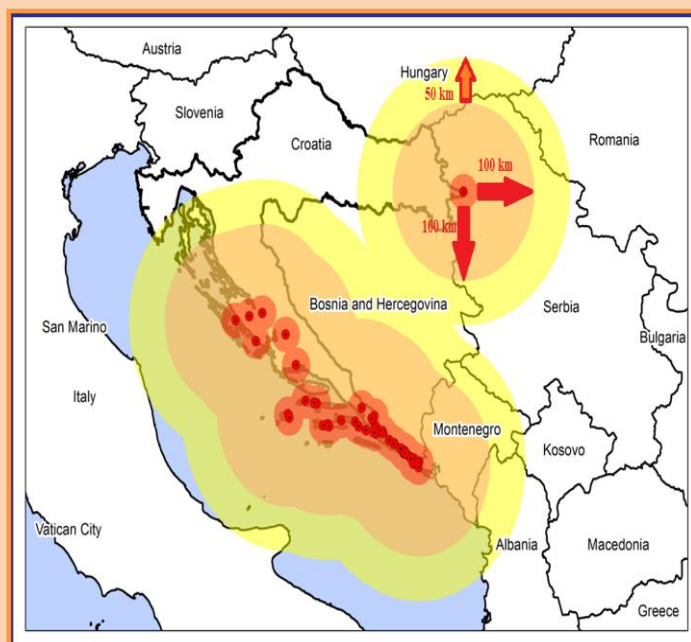 Austria
Hungary
50 km
Slovenia
Croatia
Romania
100 km
100 km
Bosnia and Hercegovina
Serbia
San Marino
Bulgaria
Italy
Montenegro
Kosovo
Vatican City
Albania
Macedonia
Greece